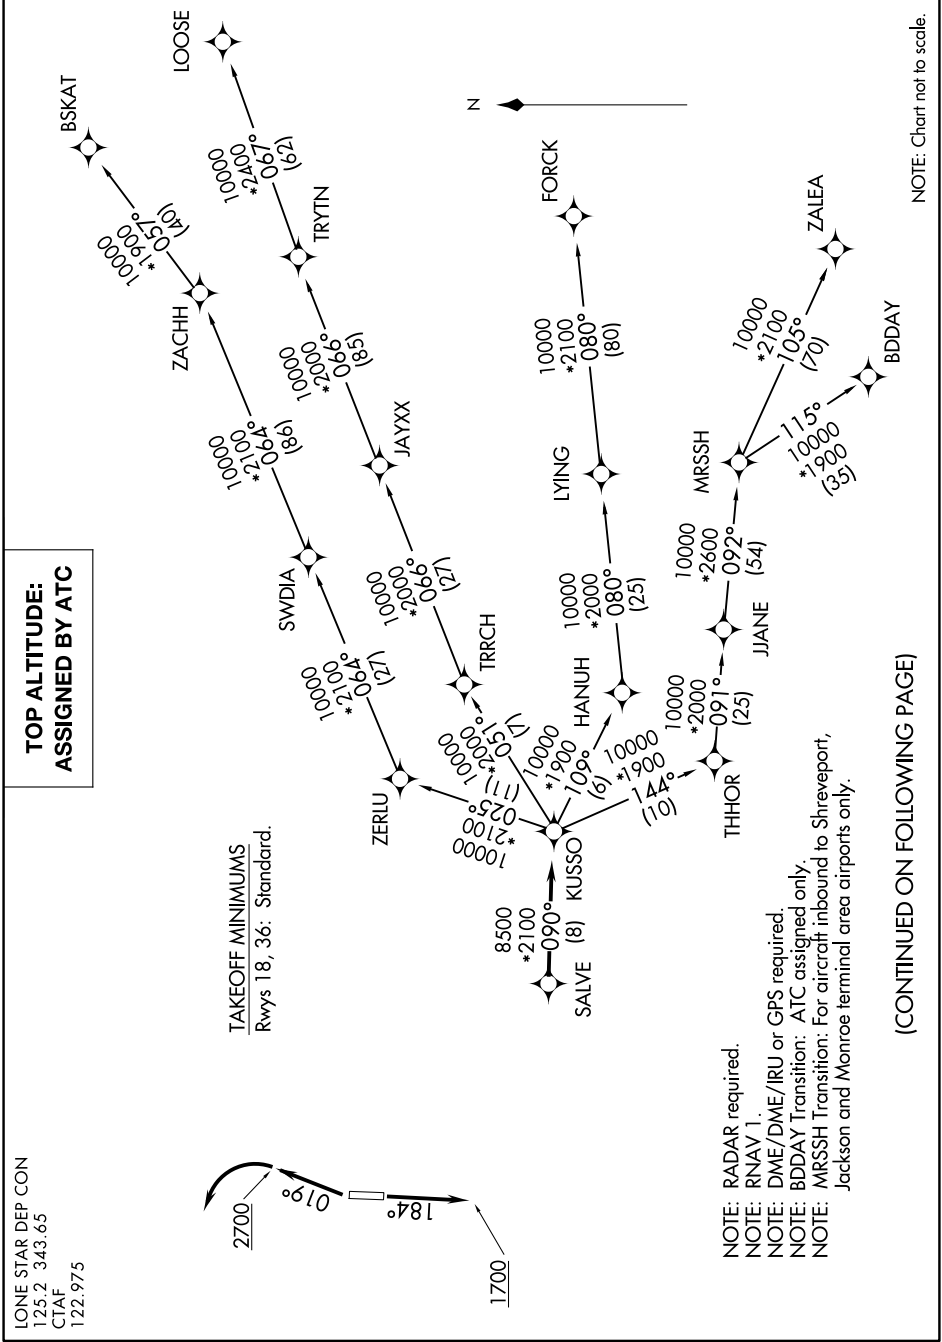 LONE STAR DEP CON
125.2 343.65
CTAF
122.975
TOP ALTITUDE:
ASSIGNED BY ATC
TAKEOFF MINIMUMS
Rwys 18, 36: Standard.
2700
019°
184°
1700
SALVE
8500
*2100
090°
(8)
KUSSO
10000
*2100
025°
(11)
ZERLU
10000
*2100
064°
(27)
SWDIA
10000
*2100
064°
(86)
ZACHH
10000
*1900
057°
(40)
BSKAT
10000
*2000
051°
(7)
TRRCH
10000
*2000
066°
(27)
JAYXX
10000
*2000
066°
(85)
TRYTN
10000
*2400
067°
(62)
LOOSE
10000
*1900
109°
(9)
HANUH
10000
*2000
080°
(25)
LYING
10000
*2100
080°
(80)
FORCK
10000
*1900
144°
(10)
THHOR
10000
*2000
091°
(25)
JJANE
10000
*2600
092°
(54)
MRSSH
10000
*2100
105°
(70)
ZALEA
115°
10000
*1900
(35)
BDDAY
N
NOTE: RADAR required.
NOTE: RNAV 1.
NOTE: DME/DME/IRU or GPS required.
NOTE: BDDAY Transition: ATC assigned only.
NOTE: MRSSH Transition: For aircraft inbound to Shreveport,
Jackson and Monroe terminal area airports only.
(CONTINUED ON FOLLOWING PAGE)
NOTE: Chart not to scale.